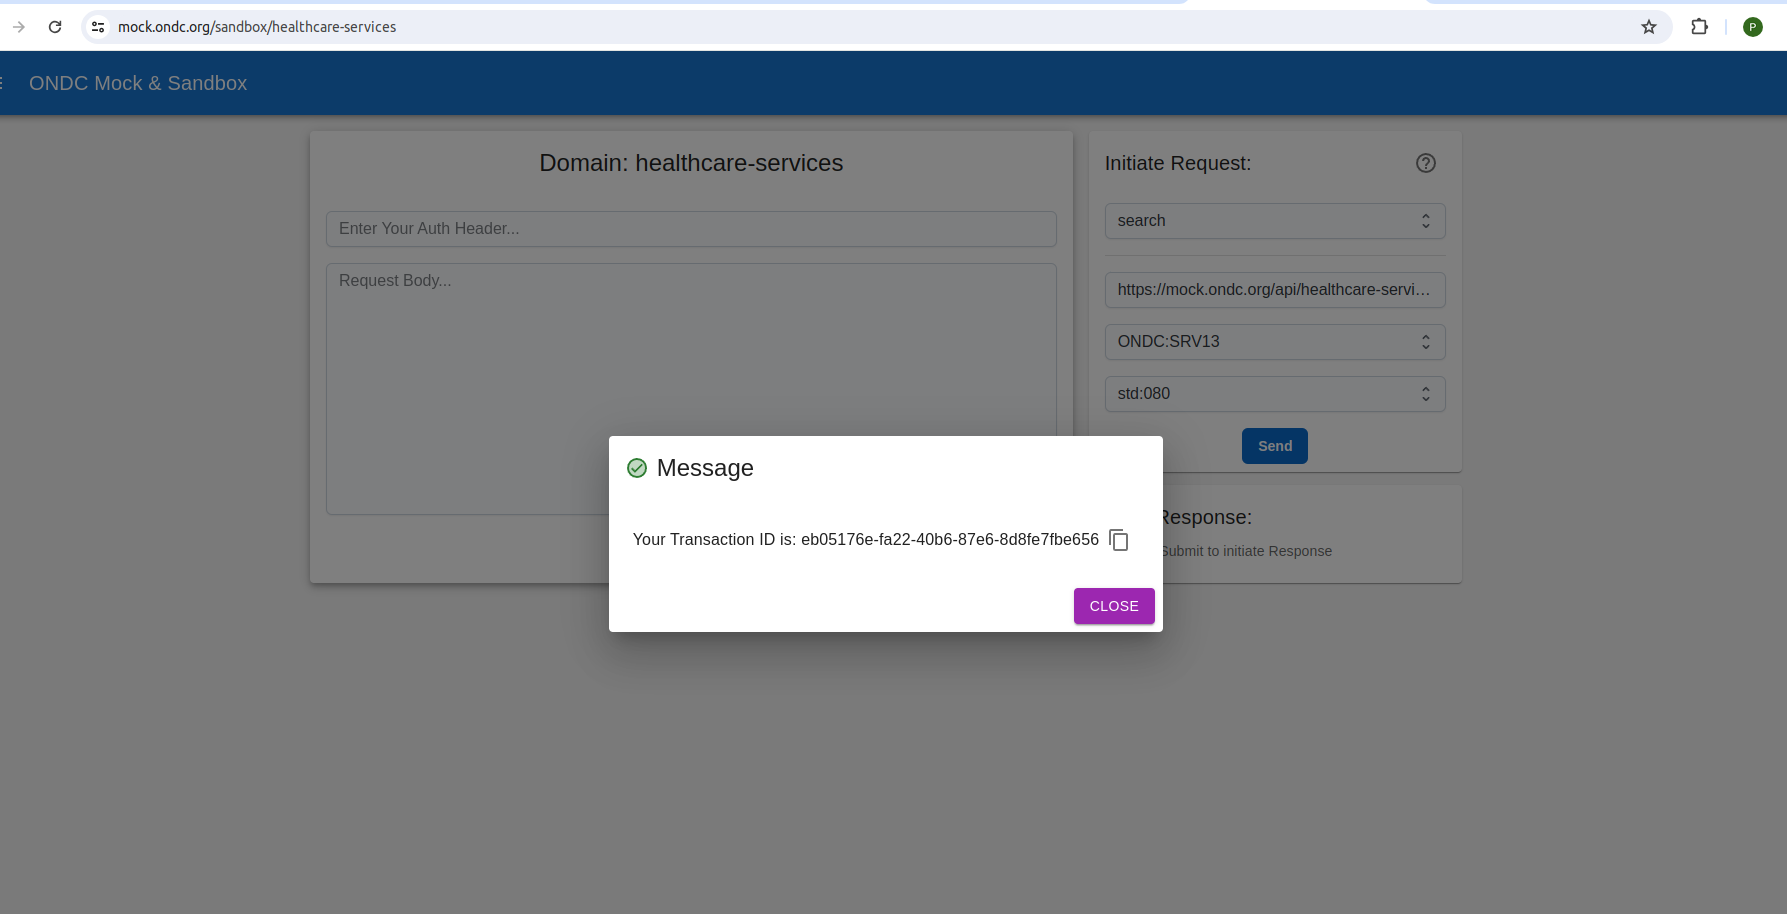 mock.ondc.org/sandbox/healthcare-services
P
ONDC Mock & Sandbox
Domain: healthcare-services
Enter Your Auth Header...
Request Body...
Initiate Request:
search
https://mock.ondc.org/api/healthcare-servi...
ONDC:SRV13
std:080
Send
Response:
Submit to initiate Response
Message
Your Transaction ID is: eb05176e-fa22-40b6-87e6-8d8fe7fbe656
CLOSE